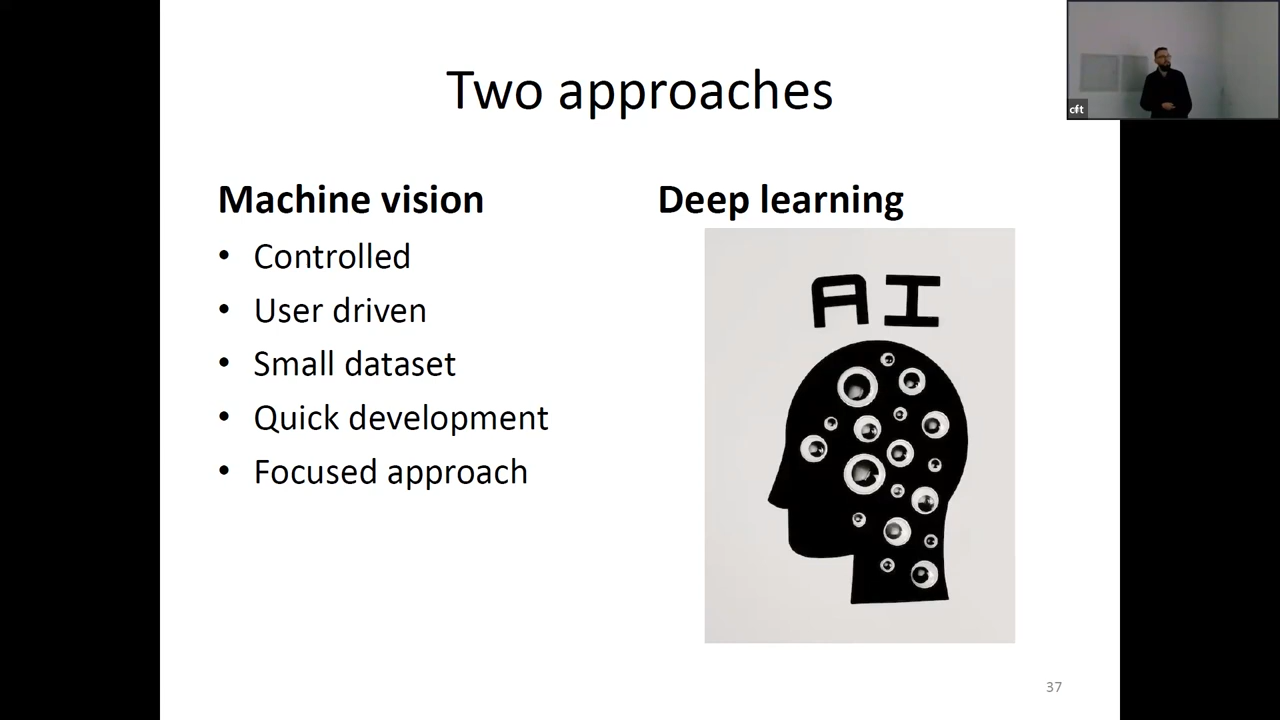 Two approaches
Machine vision
• Controlled
• User driven
• Small dataset
• Quick development
• Focused approach
Deep learning
AI
37
cft